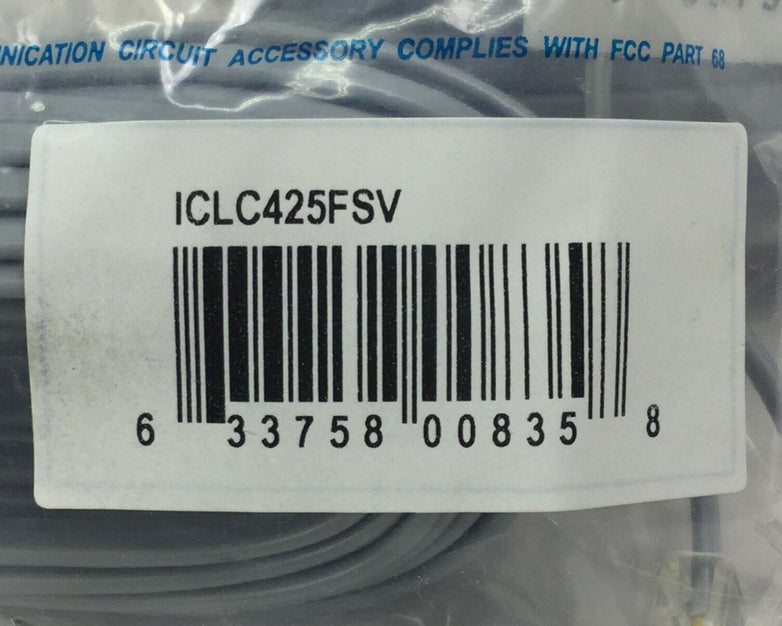 NICATION CIRCUIT ACCESSORY COMPLIES WITH FCC PART 68
ICLC425FSV
6 33758 00835 8